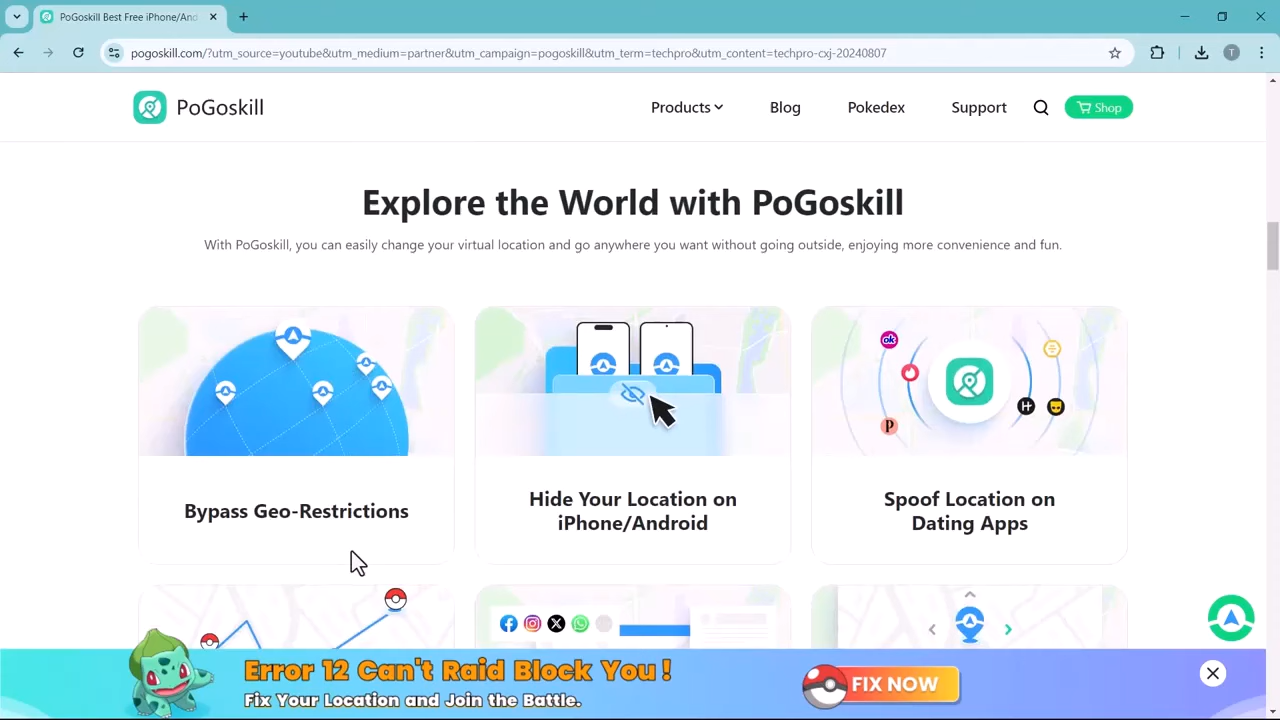 PoGoskill Best Free iPhone/And
pogoskill.com/?utm_source=youtube&utm_medium=partner&utm_campaign=pogoskill&utm_term=techpro&utm_content=techpro-cxj-20240807
T
PoGoskill
Products
Blog
Pokedex
Support
Shop
Explore the World with PoGoskill
With PoGoskill, you can easily change your virtual location and go anywhere you want without going outside, enjoying more convenience and fun.
ok
H
P
Bypass Geo-Restrictions
Hide Your Location on
iPhone/Android
Spoof Location on
Dating Apps
Error 12 Can't Raid Block You !
Fix Your Location and Join the Battle.
FIX NOW